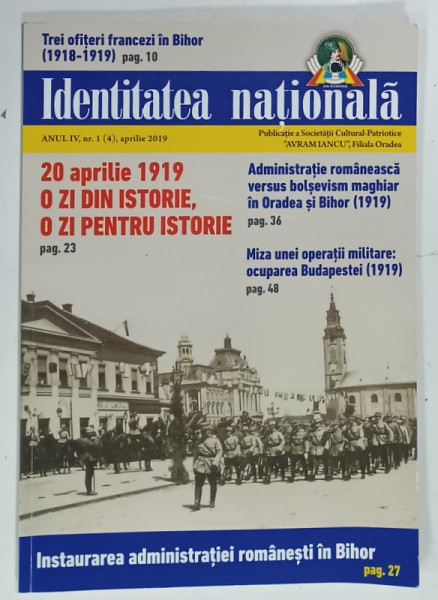 Trei ofițeri francezi în Bihor
(1918-1919) pag. 10
Identitatea națională
ANUL IV, nr. 1 (4), aprilie 2019
Publicație a Societății Cultural-Patriotice
"AVRAM IANCU", Filiala Oradea
20 aprilie 1919
O ZI DIN ISTORIE,
O ZI PENTRU ISTORIE
pag. 23
Administrație românească
versus bolșevism maghiar
în Oradea și Bihor (1919)
pag. 36
Miza unei operații militare:
ocuparea Budapestei (1919)
pag. 48
Instaurarea administrației românești în Bihor
pag. 27